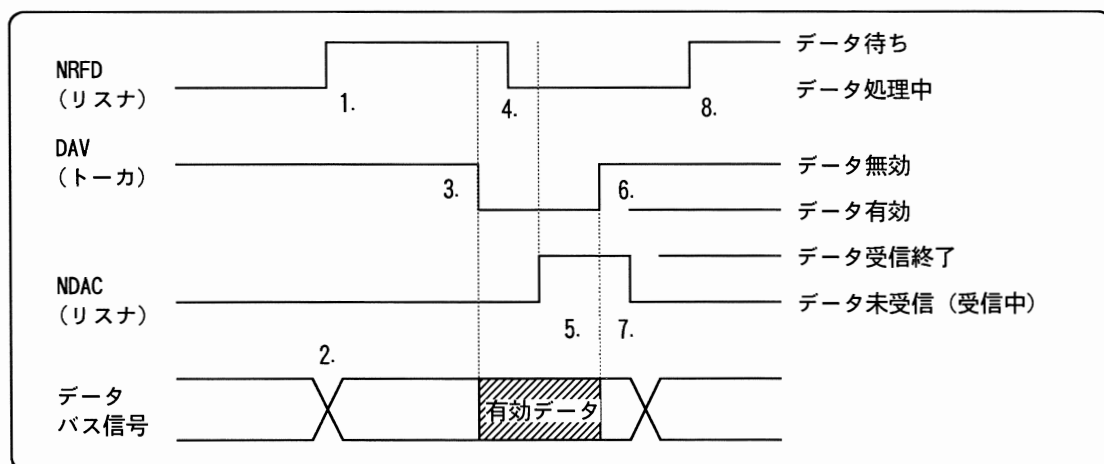 NRFD
(リスナ)
データ待ち
データ処理中
1.
4.
8.
DAV
(トーカ)
データ無効
データ有効
3.
6.
NDAC
(リスナ)
データ受信終了
データ未受信（受信中）
5.
7.
2.
データ
バス信号
有効データ